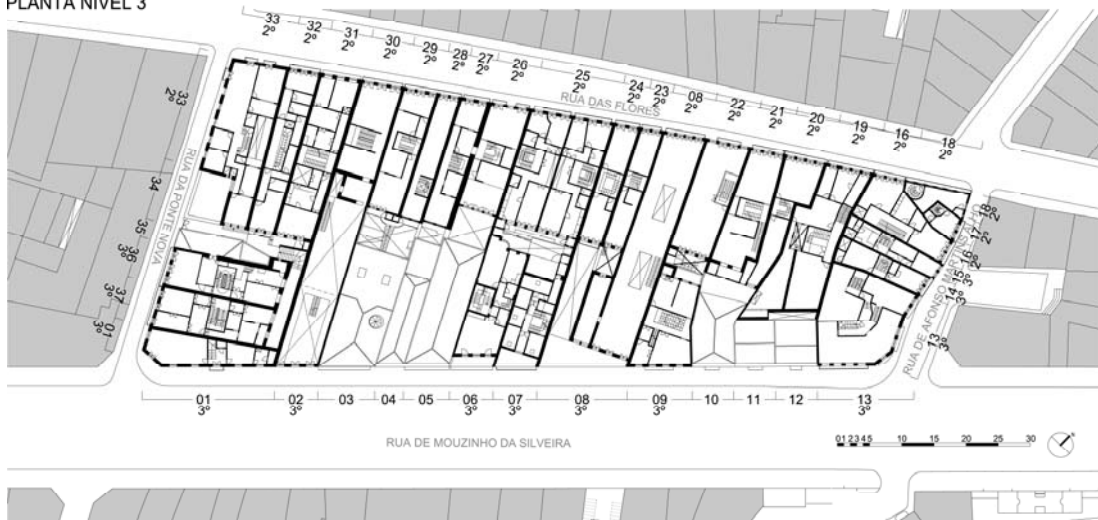 PLANTA NÍVEL 3
33 32 31 30 29 28 27 26 25 24 23 08 22 21 20 19 16 18
2º 2º 2º 2º 2º 2º 2º 2º 2º 2º 2º 2º 2º 2º 2º 2º 2º 2º
RUA DAS FLORES
33
2º
34
35
36
3º
37
3º
01
3º
RUA DA PONTE NOVA
18
2º
17
2º
16
2º
15
3º
14
3º
13
3º
RUA DE AFONSO MARTINS ALHO
01 02 03 04 05 06 07 08 09 10 11 12 13
3º 3º 3º 3º 3º 3º 3º
RUA DE MOUZINHO DA SILVEIRA
01 2 3 4 5 10 15 20 25 30